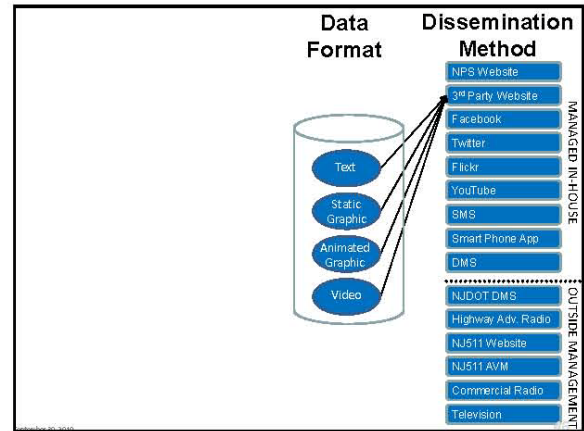 Data
Format
Dissemination
Method
Text
Static
Graphic
Animated
Graphic
Video
NPS Website
3rd Party Website
Facebook
Twitter
Flickr
YouTube
SMS
Smart Phone App
DMS
MANAGED IN-HOUSE
NJDOT DMS
Highway Adv. Radio
NJ511 Website
NJ511 AVM
Commercial Radio
Television
OUTSIDE MANAGEMENT